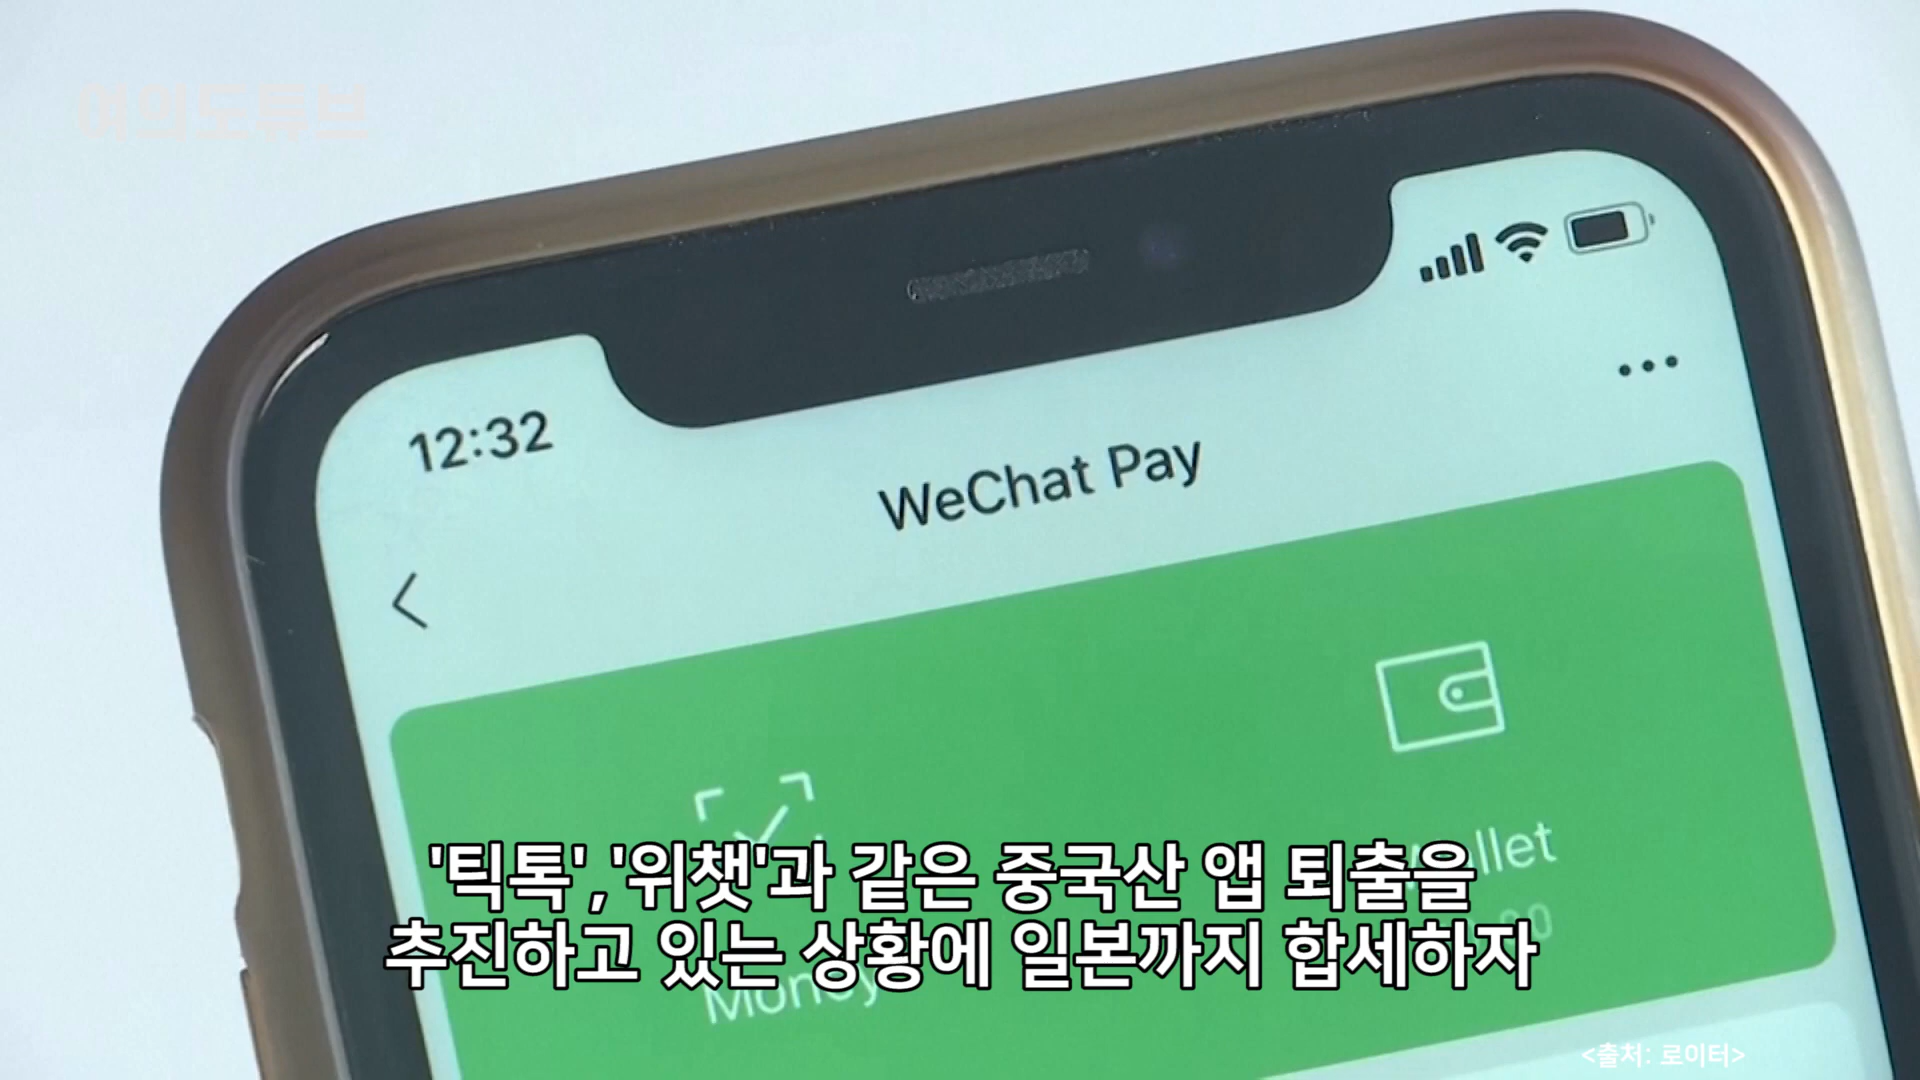 여의도튜브
12:32
WeChat Pay
'틱톡','위챗'과 같은 중국산 앱 퇴출을
추진하고 있는 상황에 일본까지 합세하자
Money
<출처: 로이터>